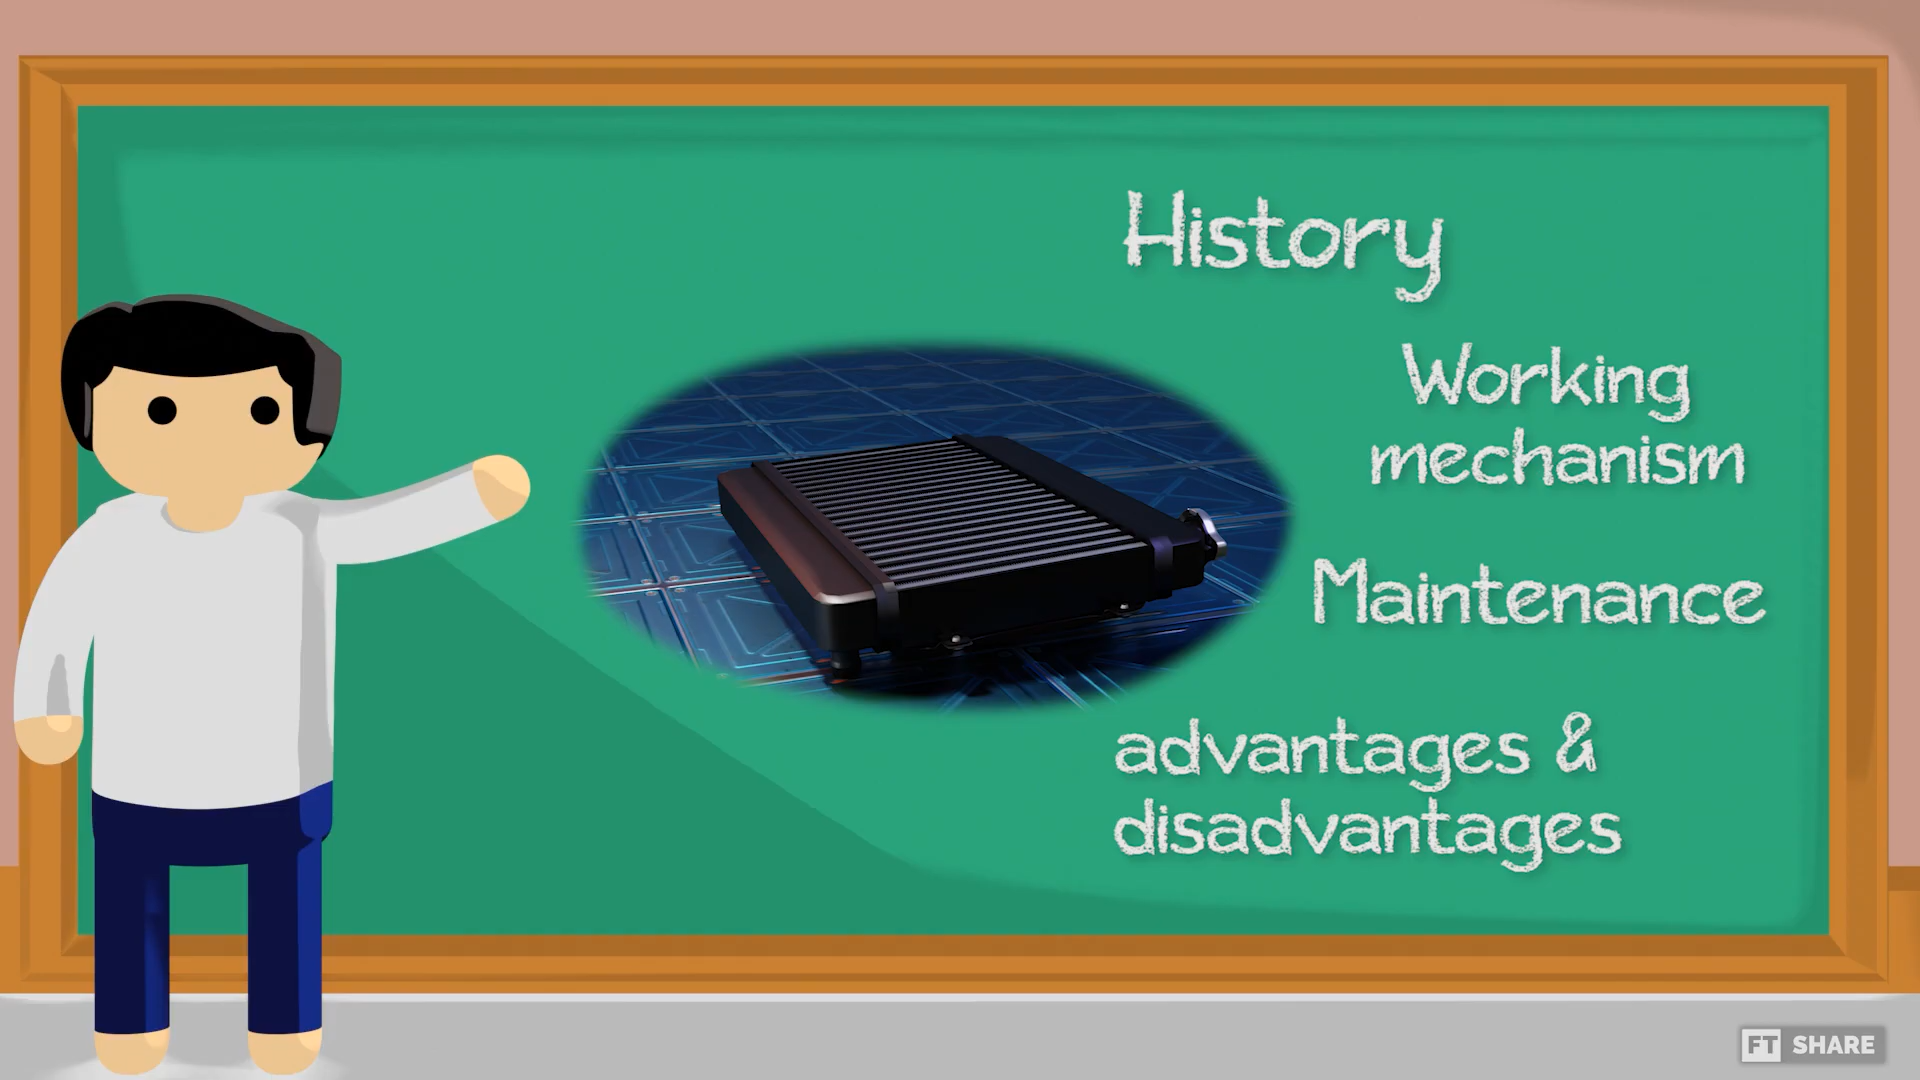 History
Working
mechanism
Maintenance
advantages &
disadvantages
FT SHARE